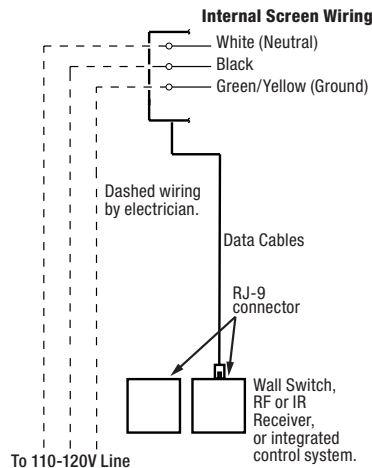 Internal Screen Wiring
White (Neutral)
Black
Green/Yellow (Ground)
Dashed wiring
by electrician.
Data Cables
RJ-9
connector
Wall Switch,
RF or IR
Receiver,
or integrated
control system.
To 110-120V Line